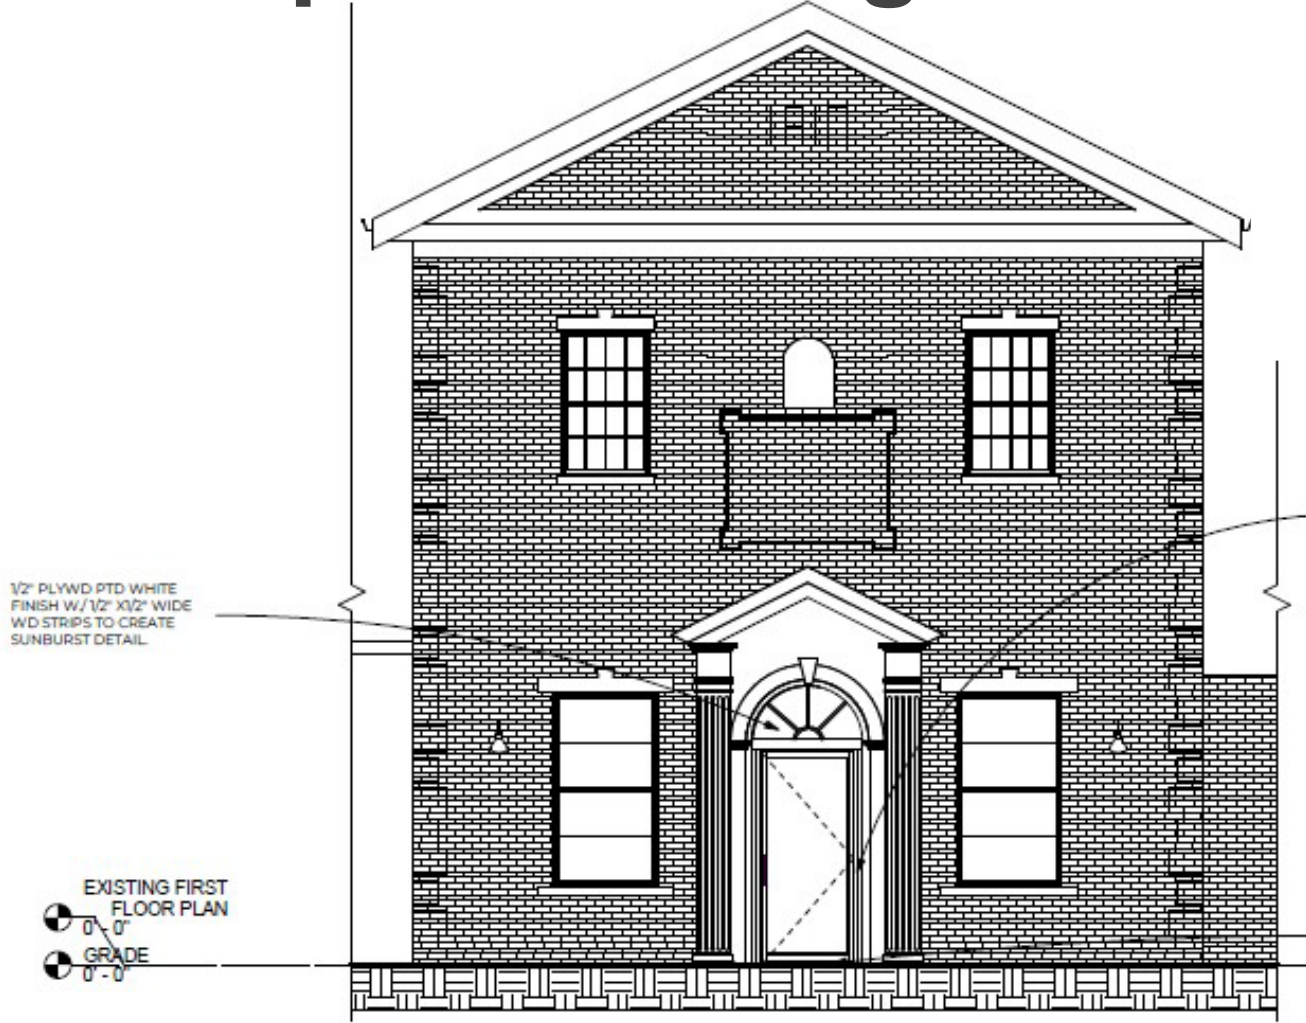 1/2" PLYWD PTD WHITE
FINISH W./ 1/2" X1/2" WIDE
WD STRIPS TO CREATE
SUNBURST DETAIL.
EXISTING FIRST
FLOOR PLAN
0' - 0"
GRADE
0' - 0"